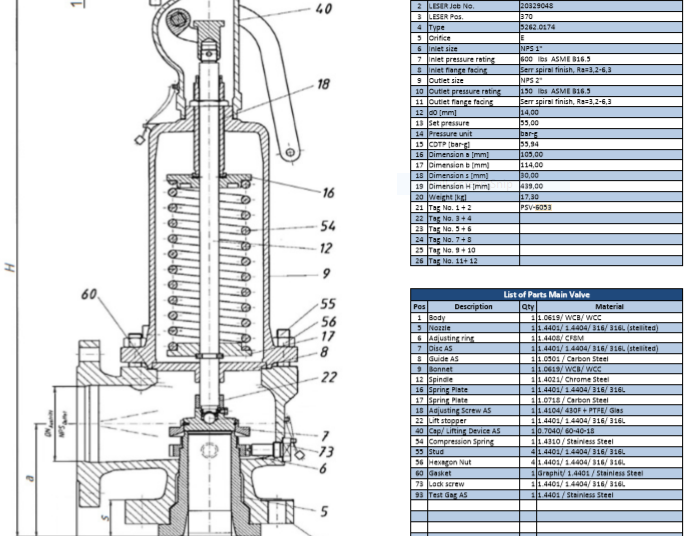 40
18
16
54
12
9
60
55
56
17
8
22
7
73
6
5
H
a
s
2 LESER Job No. 20329048
3 LESER Pos. 370
4 Type 5262.0174
5 Orifice E
6 Inlet size NPS 1"
7 Inlet pressure rating 600 lbs ASME B16.5
8 Inlet flange facing Serr spiral finish, Ra=3,2-6,3
9 Outlet size NPS 2"
10 Outlet pressure rating 150 lbs ASME B16.5
11 Outlet flange facing Serr spiral finish, Ra=3,2-6,3
12 d0 [mm] 14,00
13 Set pressure 55,00
14 Pressure unit bar-g
15 CDTP [bar-g] 55,94
16 Dimension a [mm] 105,00
17 Dimension b [mm] 114,00
18 Dimension s [mm] 30,00
19 Dimension H [mm] 439,00
20 Weight [kg] 17,30
21 Tag No. 1 + 2 PSV-6053
22 Tag No. 3 + 4
23 Tag No. 5 + 6
24 Tag No. 7 + 8
25 Tag No. 9 + 10
26 Tag No. 11+ 12
List of Parts Main Valve
Pos Description Qty Material
1 Body 1 1.0619/ WCB/ WCC
5 Nozzle 1 1.4401/ 1.4404/ 316/ 316L (stellited)
6 Adjusting ring 1 1.4408/ CF8M
7 Disc AS 1 1.4401/ 1.4404/ 316/ 316L (stellited)
8 Guide AS 1 1.0501 / Carbon Steel
9 Bonnet 1 1.0619/ WCB/ WCC
12 Spindle 1 1.4021/ Chrome Steel
16 Spring Plate 1 1.4401/ 1.4404/ 316/ 316L
17 Spring Plate 1 1.0718 / Carbon Steel
18 Adjusting Screw AS 1 1.4104/ 430F + PTFE/ Glas
22 Lift stopper 1 1.4401/ 1.4404/ 316/ 316L
40 Cap/ Lifting Device AS 1 0.7040/ 60-40-18
54 Compression Spring 1 1.4310 / Stainless Steel
55 Stud 4 1.4401/ 1.4404/ 316/ 316L
56 Hexagon Nut 4 1.4401/ 1.4404/ 316/ 316L
60 Gasket 1 Graphit/ 1.4401 / Stainless Steel
73 Lock screw 1 1.4401/ 1.4404/ 316/ 316L
93 Test Gag AS 1 1.4401 / Stainless Steel